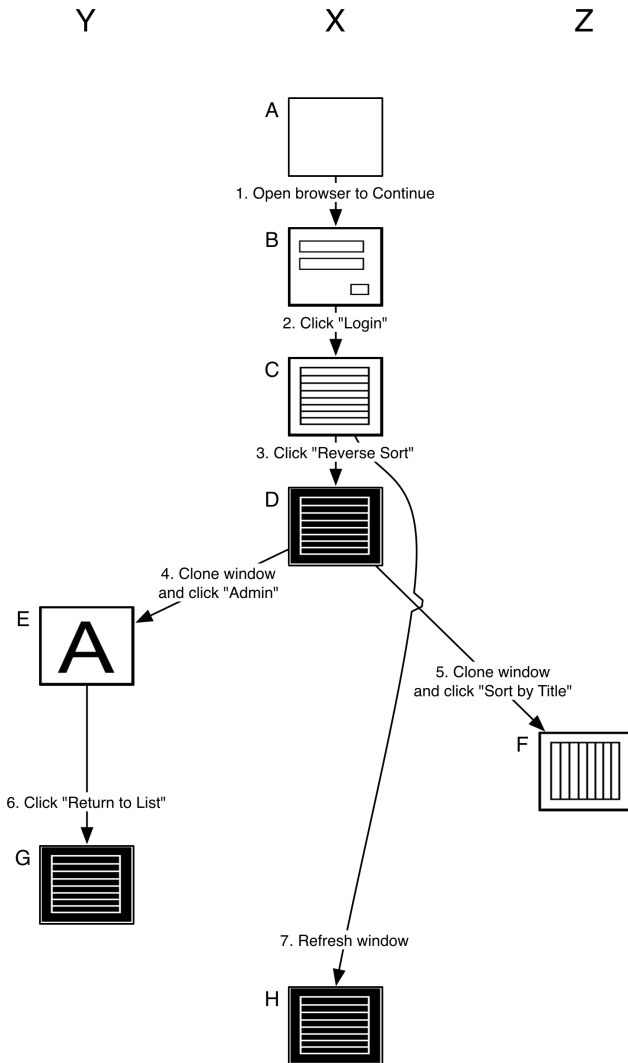 Y X Z
A
1. Open browser to Continue
B
2. Click "Login"
C
3. Click "Reverse Sort"
D
4. Clone window
and click "Admin"
E
A
5. Clone window
and click "Sort by Title"
F
6. Click "Return to List"
G
7. Refresh window
H